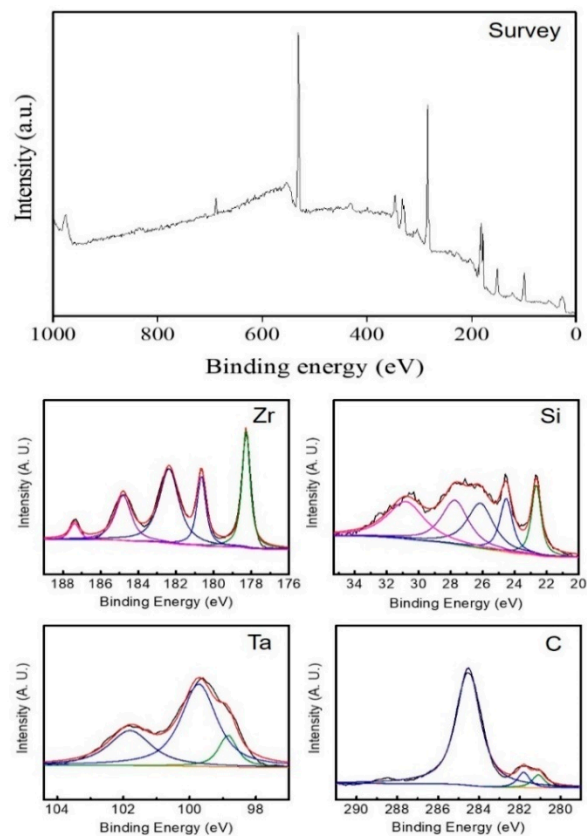 Survey
Intensity (a.u.)
1000 800 600 400 200 0
Binding energy (eV)
Zr
Intensity (A. U.)
188 186 184 182 180 178 176
Binding Energy (eV)
Si
Intensity (A. U.)
35 30 28 26 24 22 20
Binding Energy (eV)
Ta
Intensity (A. U.)
104 102 100 98
Binding Energy (eV)
C
Intensity (A. U.)
290 288 286 284 282 280
Binding Energy (eV)